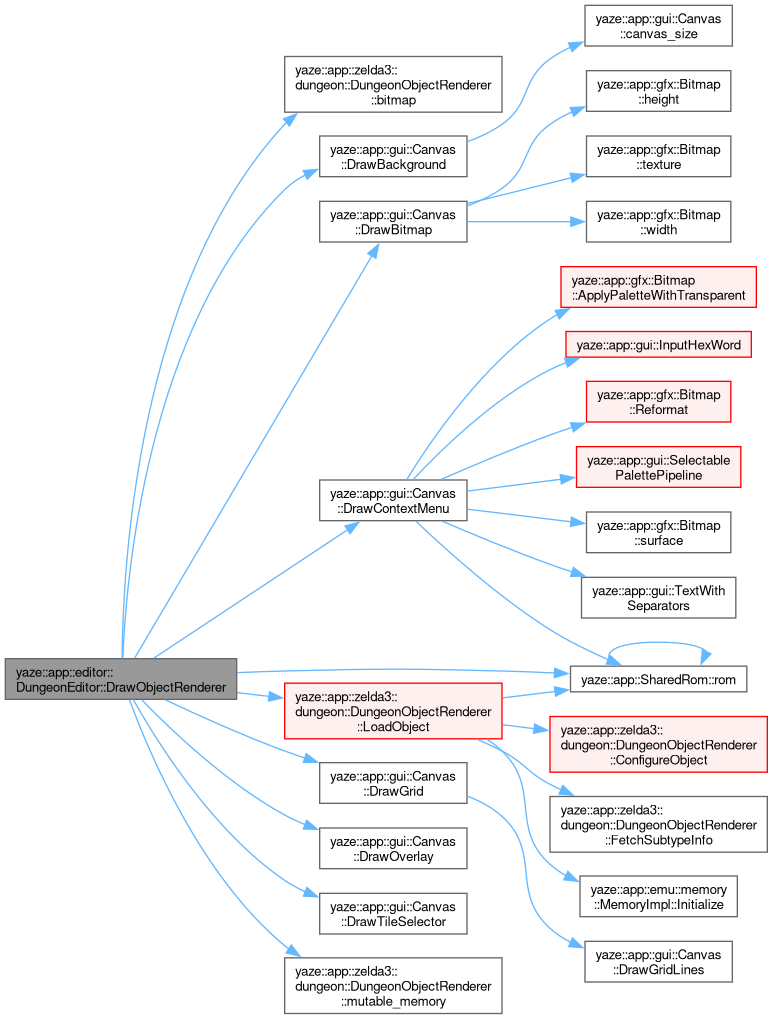 yaze::app::gui::Canvas
::canvas_size
yaze::app::zelda3::
dungeon::DungeonObjectRenderer
::bitmap
yaze::app::gfx::Bitmap
::height
yaze::app::gui::Canvas
::DrawBackground
yaze::app::gfx::Bitmap
::texture
yaze::app::gui::Canvas
::DrawBitmap
yaze::app::gfx::Bitmap
::width
yaze::app::gfx::Bitmap
::ApplyPaletteWithTransparent
yaze::app::gui::InputHexWord
yaze::app::gfx::Bitmap
::Reformat
yaze::app::gui::Selectable
PalettePipeline
yaze::app::gui::Canvas
::DrawContextMenu
yaze::app::gfx::Bitmap
::surface
yaze::app::gui::TextWith
Separators
yaze::app::editor::
DungeonEditor::DrawObjectRenderer
yaze::app::SharedRom::rom
yaze::app::zelda3::
dungeon::DungeonObjectRenderer
::LoadObject
yaze::app::zelda3::
dungeon::DungeonObjectRenderer
::ConfigureObject
yaze::app::gui::Canvas
::DrawGrid
yaze::app::zelda3::
dungeon::DungeonObjectRenderer
::FetchSubtypeInfo
yaze::app::gui::Canvas
::DrawOverlay
yaze::app::emu::memory
::MemoryImpl::Initialize
yaze::app::gui::Canvas
::DrawTileSelector
yaze::app::gui::Canvas
::DrawGridLines
yaze::app::zelda3::
dungeon::DungeonObjectRenderer
::mutable_memory